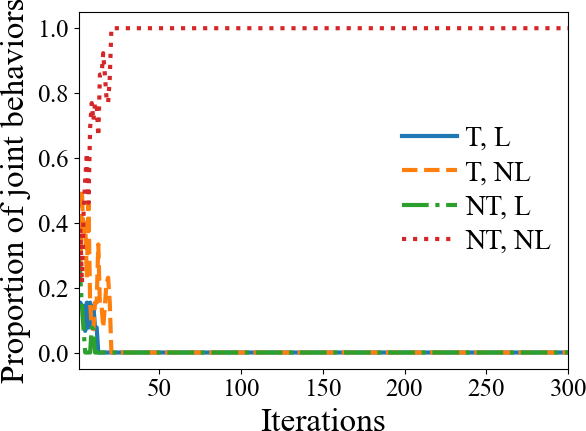 Proportion of joint behaviors
1.0
0.8
0.6
0.4
0.2
0.0
T, L
T, NL
NT, L
NT, NL
50 100 150 200 250 300
Iterations